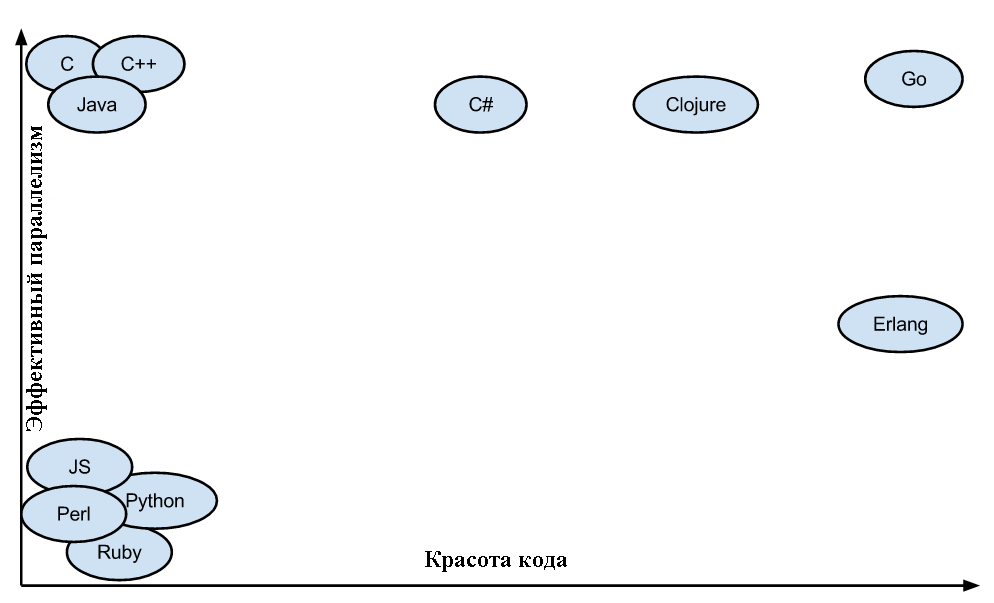 C
C++
Java
C#
Clojure
Go
Эффективный параллелизм
Erlang
JS
Python
Perl
Ruby
Красота кода